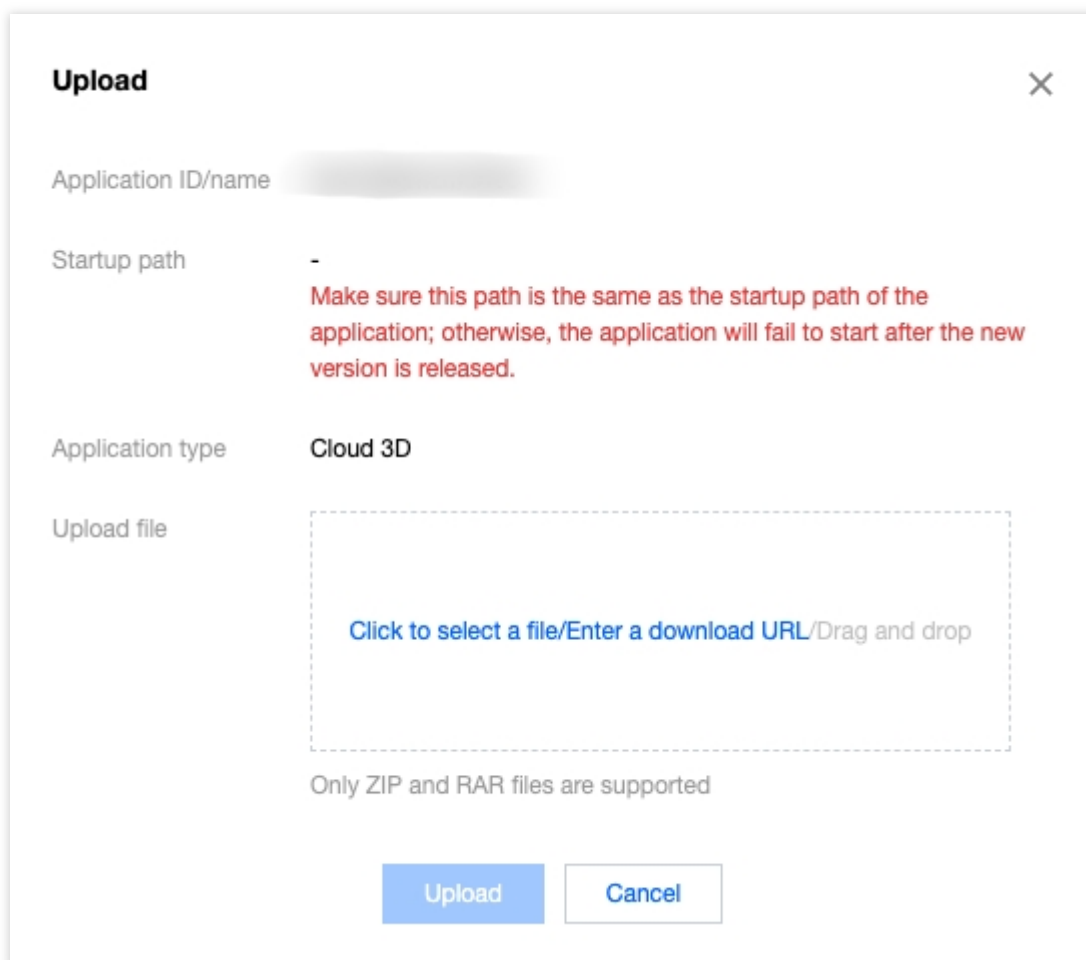 Upload
Application ID/name
Startup path
-
Make sure this path is the same as the startup path of the
application; otherwise, the application will fail to start after the new
version is released.
Application type
Cloud 3D
Upload file
Click to select a file/Enter a download URL/Drag and drop
Only ZIP and RAR files are supported
Upload
Cancel